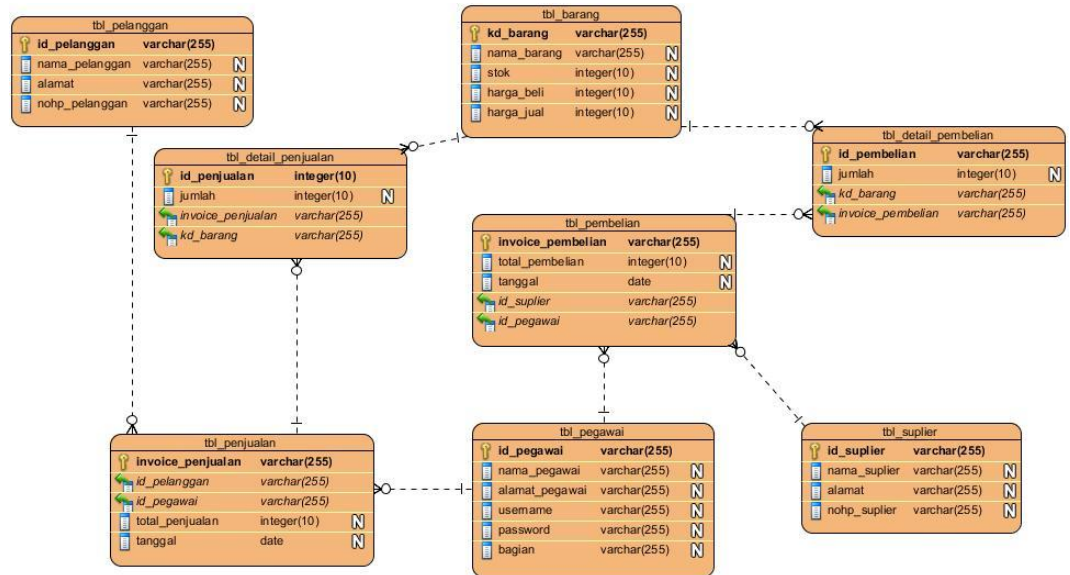 tbl_pelanggan
id_pelanggan varchar(255)
nama_pelanggan varchar(255) N
alamat varchar(255) N
nohp_pelanggan varchar(255) N
tbl_barang
kd_barang varchar(255)
nama_barang varchar(255) N
stok integer(10) N
harga_beli integer(10) N
harga_jual integer(10) N
tbl_detail_penjualan
id_penjualan integer(10)
jumlah integer(10) N
invoice_penjualan varchar(255)
kd_barang varchar(255)
tbl_detail_pembelian
id_pembelian varchar(255)
jumlah integer(10) N
kd_barang varchar(255)
invoice_pembelian varchar(255)
tbl_pembelian
invoice_pembelian varchar(255)
total_pembelian integer(10) N
tanggal date N
id_suplier varchar(255)
id_pegawai varchar(255)
tbl_penjualan
invoice_penjualan varchar(255)
id_pelanggan varchar(255)
id_pegawai varchar(255)
total_penjualan integer(10) N
tanggal date N
tbl_pegawai
id_pegawai varchar(255)
nama_pegawai varchar(255) N
alamat_pegawai varchar(255) N
username varchar(255) N
password varchar(255) N
bagian varchar(255) N
tbl_suplier
id_suplier varchar(255)
nama_suplier varchar(255) N
alamat varchar(255) N
nohp_suplier varchar(255) N